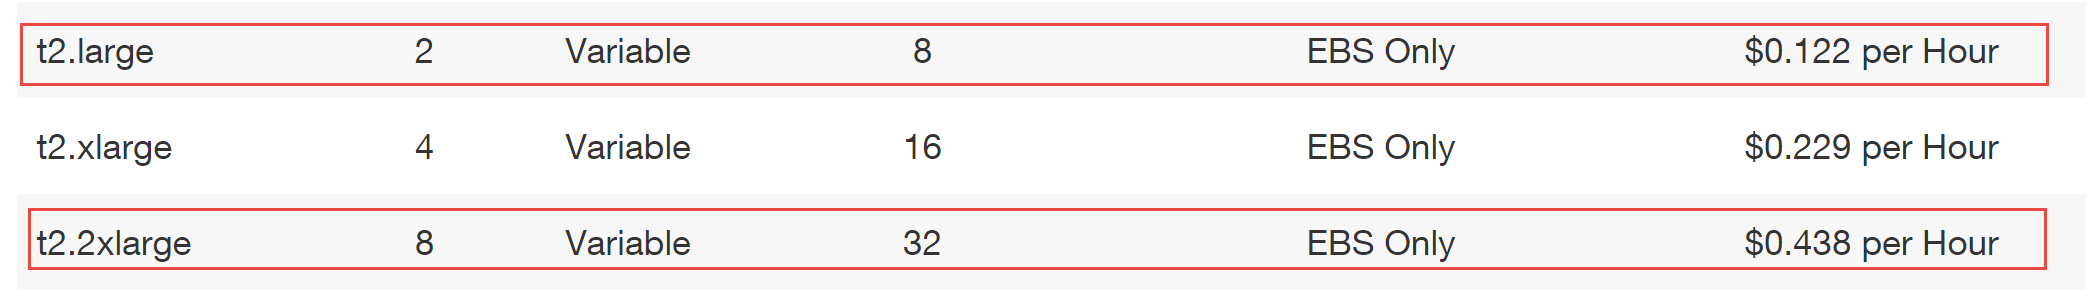 t2.large 2 Variable 8 EBS Only $0.122 per Hour
t2.xlarge 4 Variable 16 EBS Only $0.229 per Hour
t2.2xlarge 8 Variable 32 EBS Only $0.438 per Hour